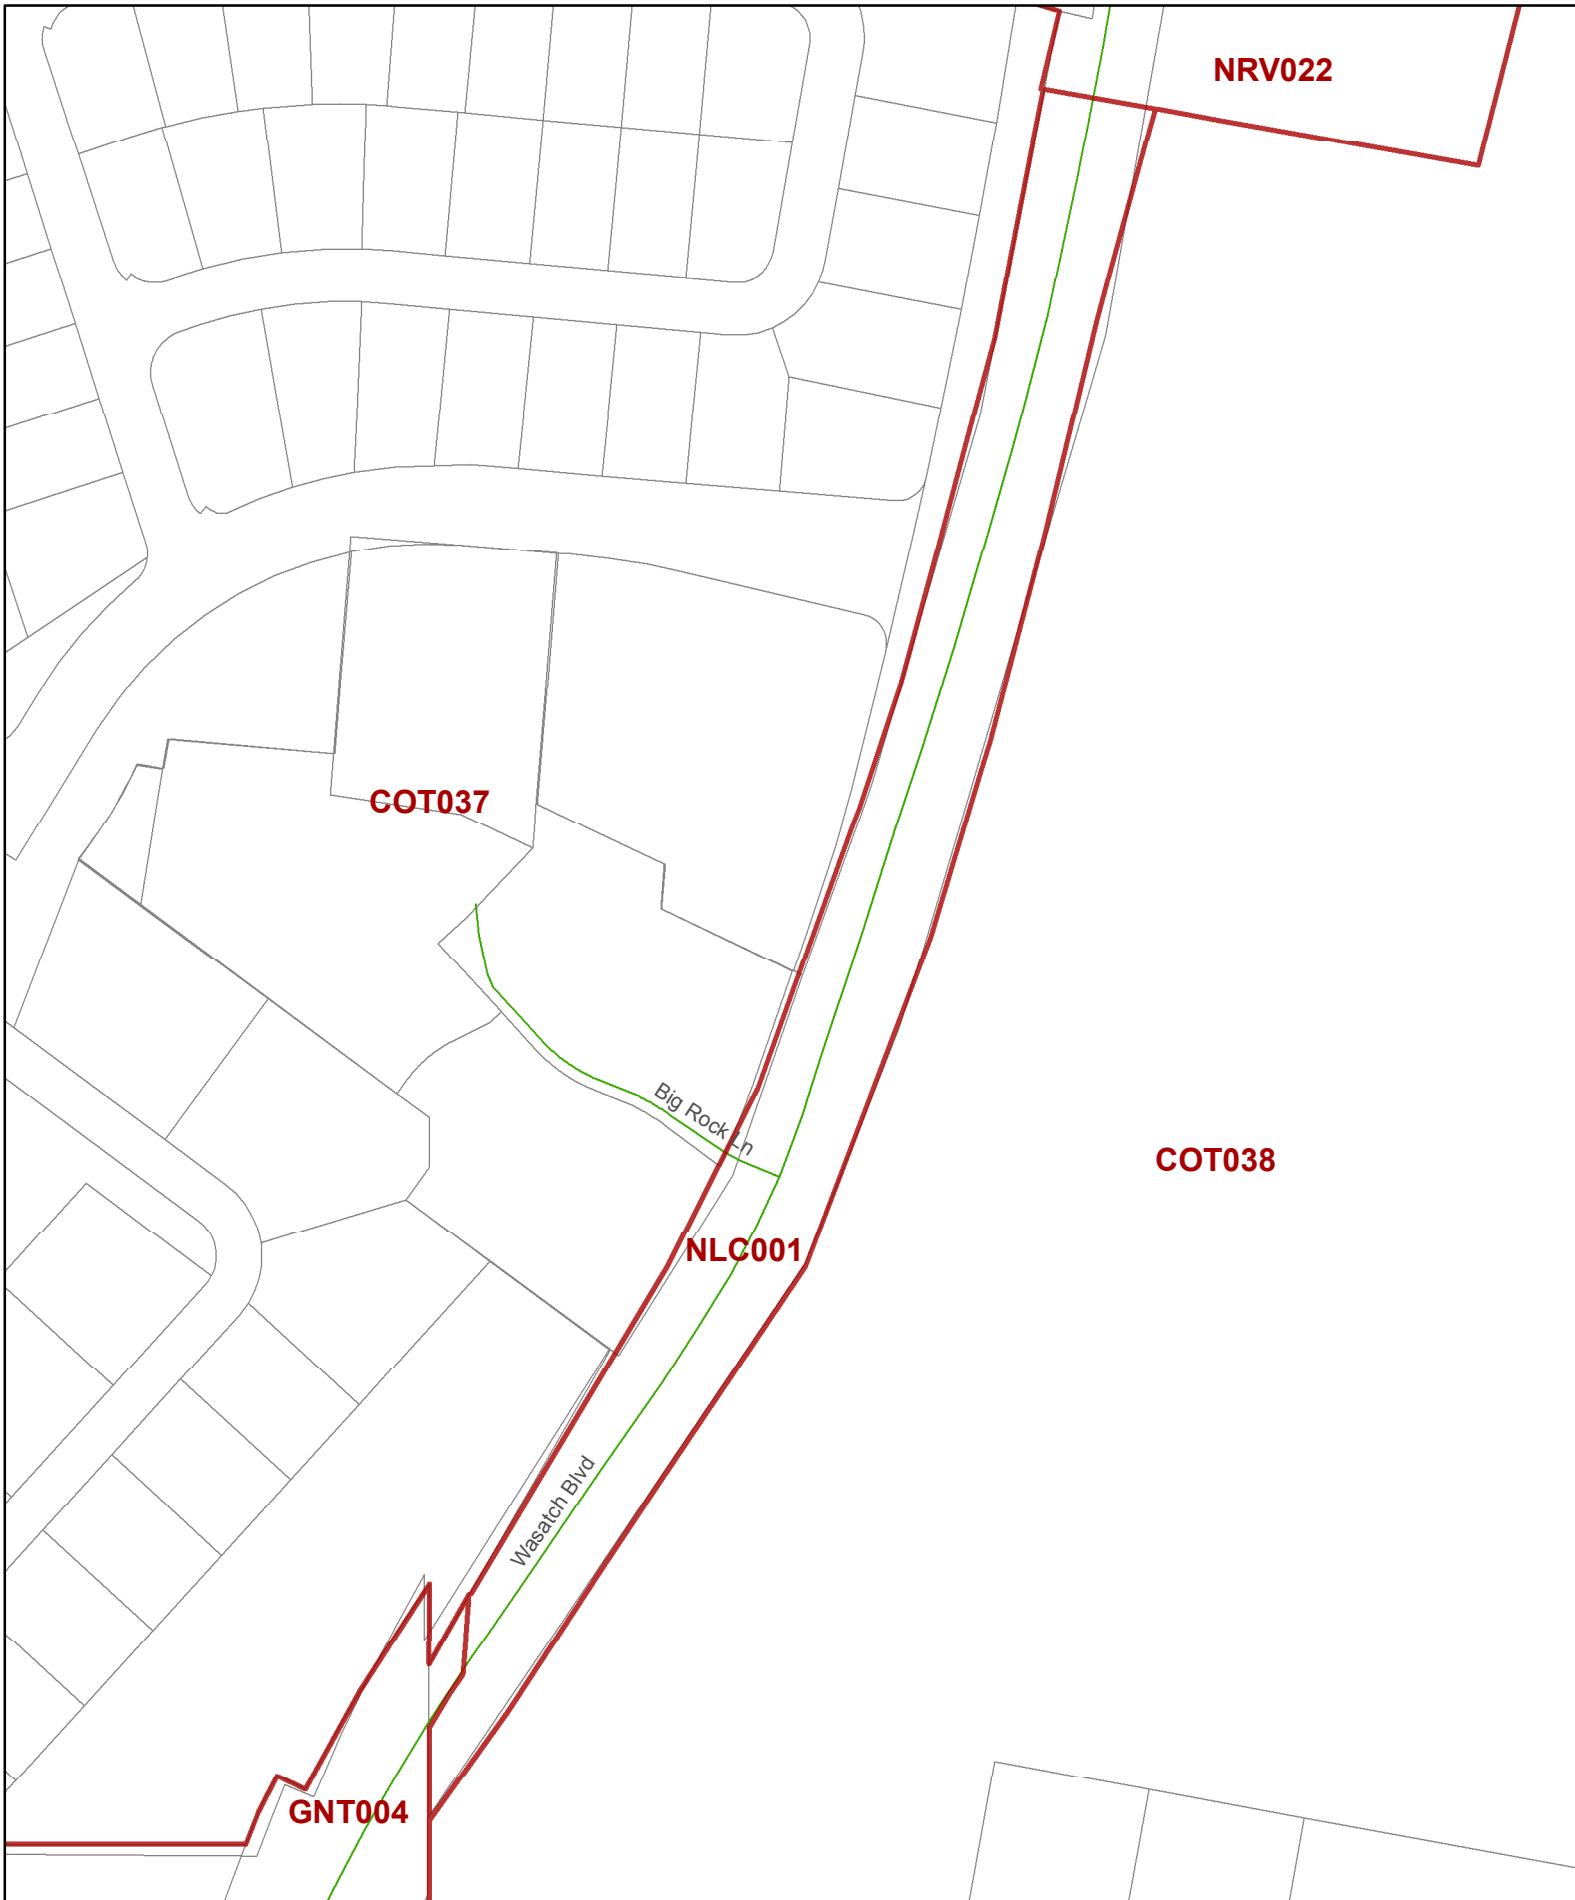 NRV022
COT037
Big Rock Ln
COT038
NLC001
Wasatch Blvd
GNT004